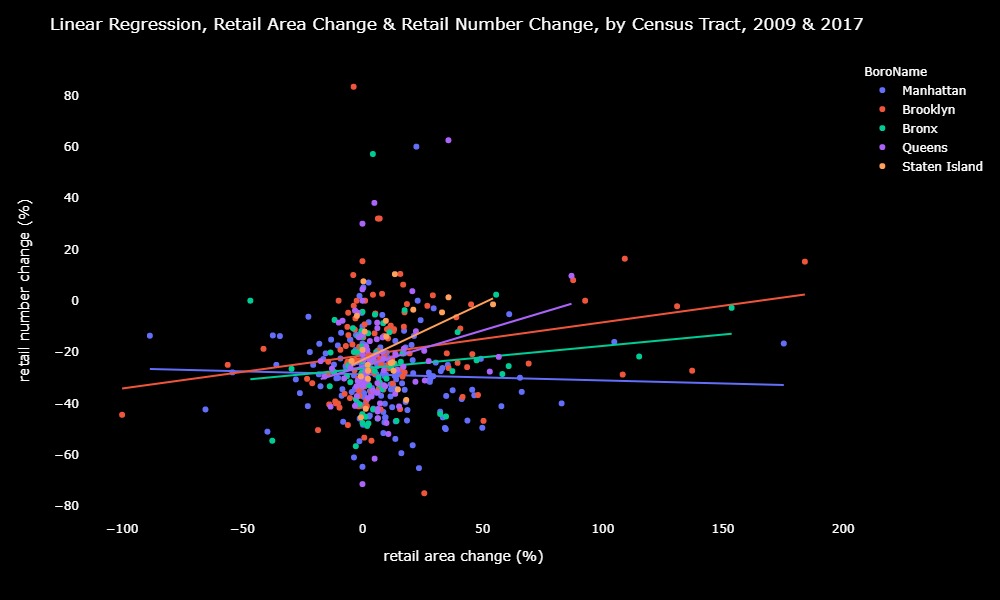 Linear Regression, Retail Area Change & Retail Number Change, by Census Tract, 2009 & 2017
BoroName
Manhattan
Brooklyn
Bronx
Queens
Staten Island
retail number change (%)
80
60
40
20
0
−20
−40
−60
−80
−100
−50
0
50
100
150
200
retail area change (%)